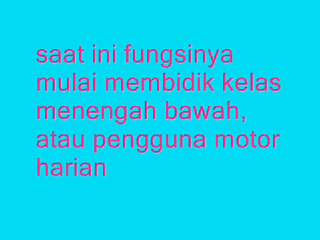 saat ini fungsinya
mulai membidik kelas
menengah bawah,
atau pengguna motor
harian